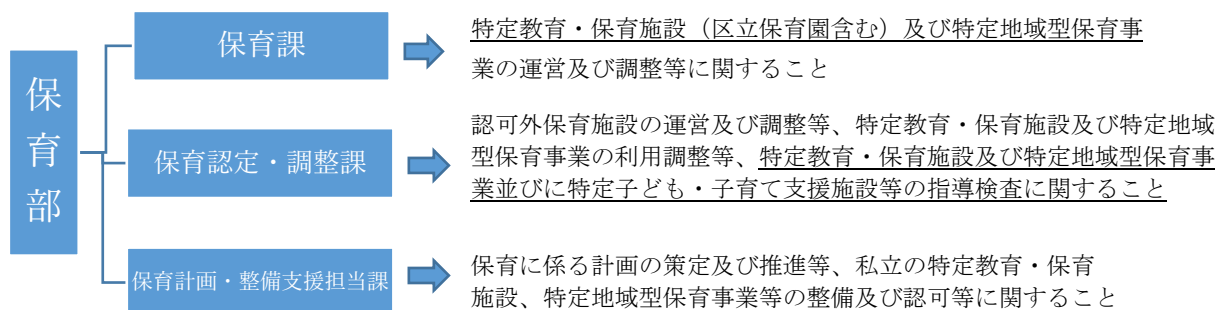 保育部
保育課
特定教育・保育施設（区立保育園含む）及び特定地域型保育事
業の運営及び調整等に関すること
保育認定・調整課
認可外保育施設の運営及び調整等、特定教育・保育施設及び特定地域
型保育事業の利用調整等、特定教育・保育施設及び特定地域型保育事
業並びに特定子ども・子育て支援施設等の指導検査に関すること
保育計画・整備支援担当課
保育に係る計画の策定及び推進等、私立の特定教育・保育
施設、特定地域型保育事業等の整備及び認可等に関すること